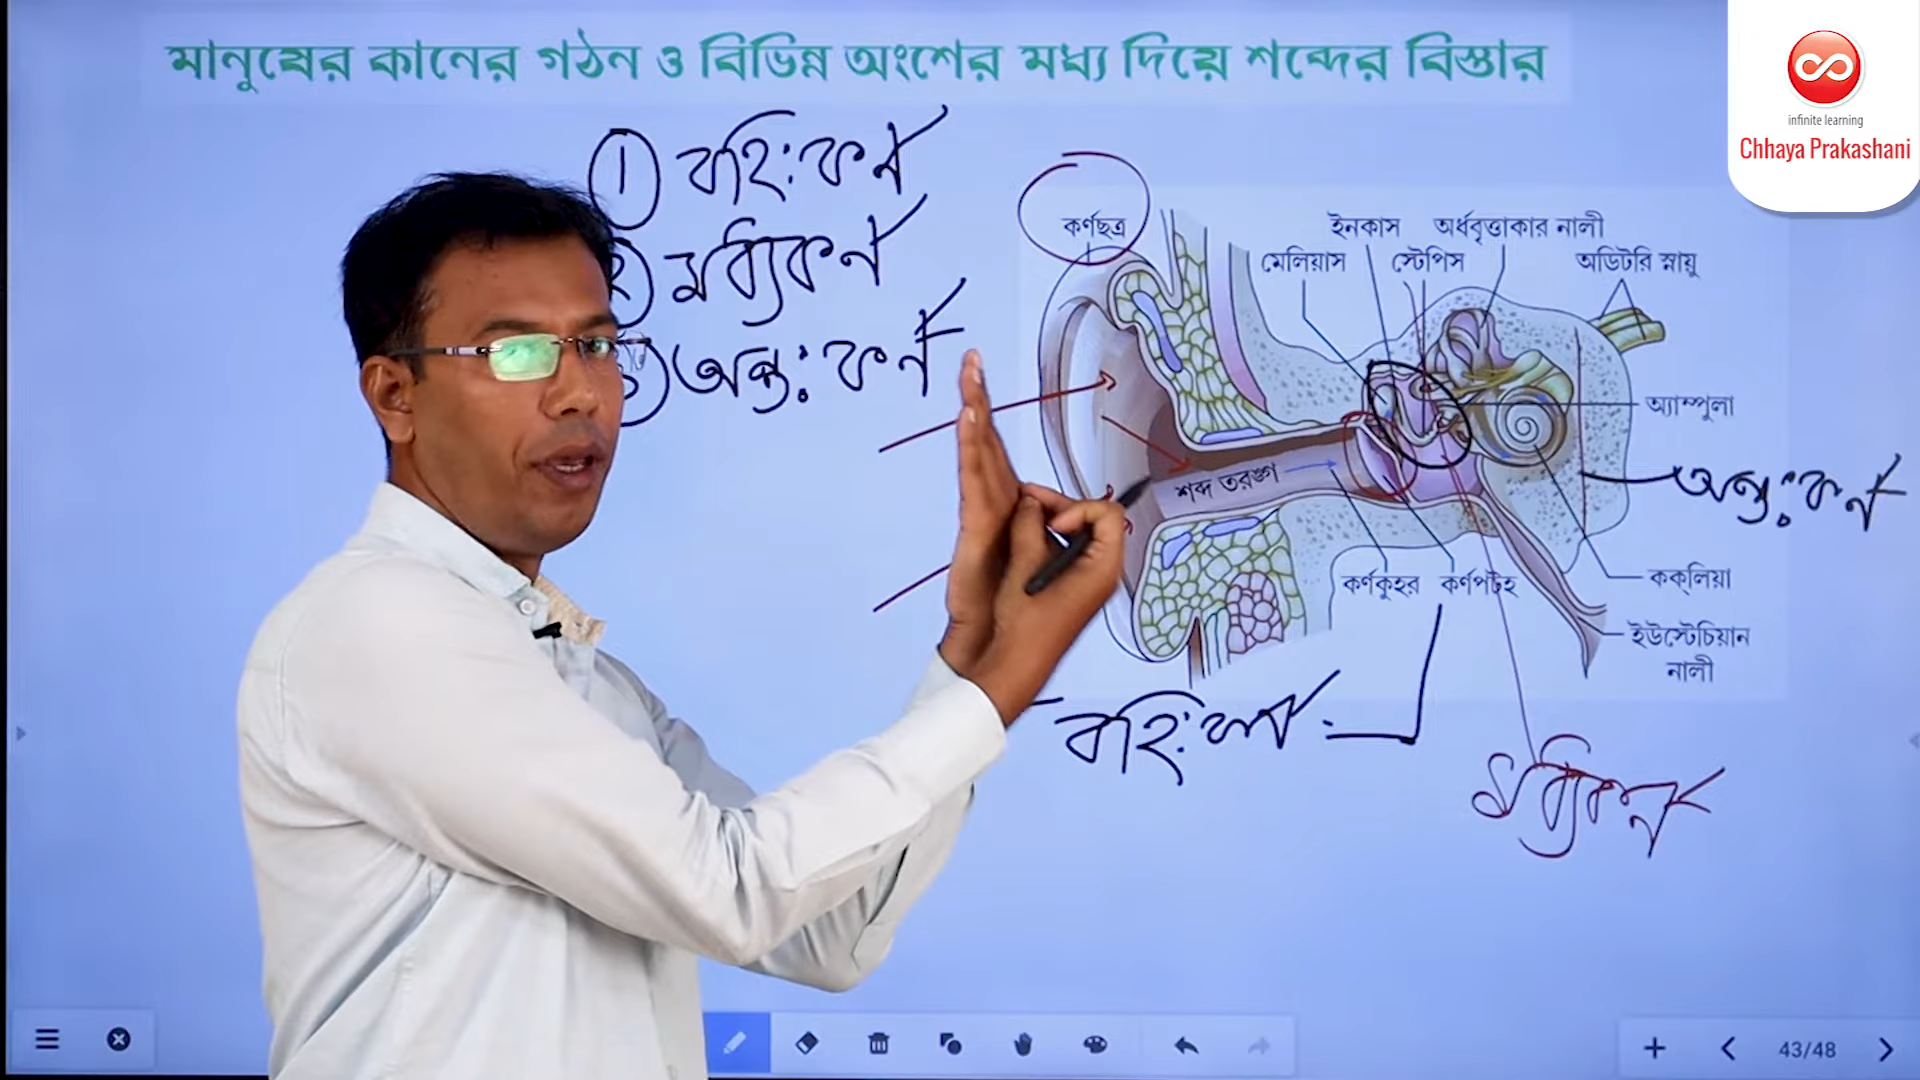 মানুষের কানের গঠন ও বিভিন্ন অংশের মধ্য দিয়ে শব্দের বিস্তার
infinite learning
Chhaya Prakashani
১ বহি:কর্ণ
২ মধ্যকর্ণ
৩ অন্ত:কর্ণ
কর্ণছত্র
ইনকাস
অর্ধবৃত্তাকার নালী
মেলিয়াস
স্টেপিস
অডিটরি স্নায়ু
অ্যাম্পুলা
শব্দ তরঙ্গ
অন্ত:কর্ণ
কর্ণকুহর
কর্ণপটহ
কক্‌লিয়া
ইউস্টেচিয়ান
নালী
বহি:কর্ণ
মধ্যকর্ণ
43/48